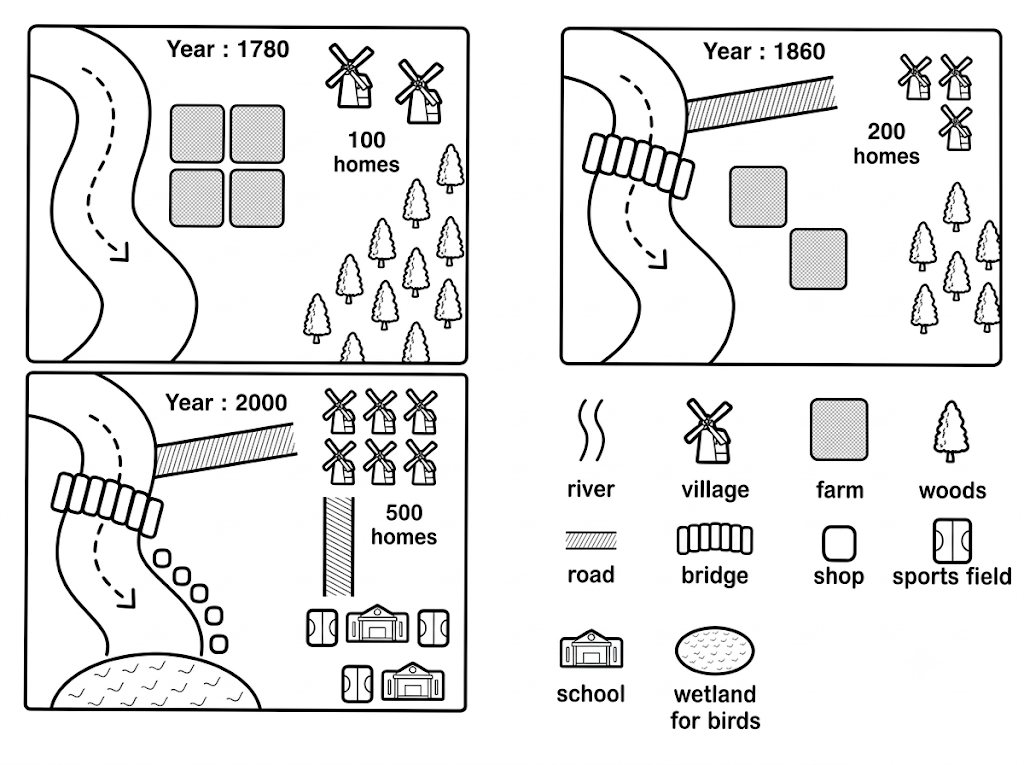 Year : 1780
100
homes
Year : 1860
200
homes
Year : 2000
500
homes
river
village
farm
woods
road
bridge
shop
sports field
school
wetland
for birds